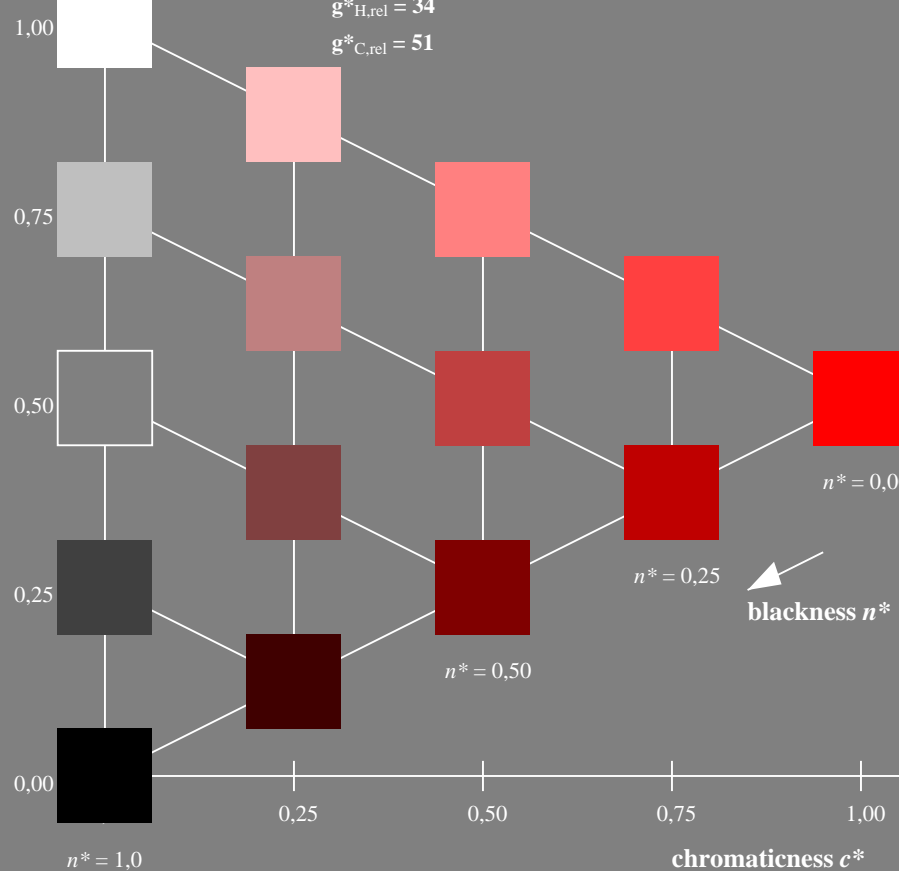 g*H,rel = 34
1,00
g*C,rel = 51
0,75
0,50
n* = 0,0
n* = 0,25
0,25
blackness n*
n* = 0,50
0,00
0,25
0,50
0,75
1,00
n* = 1,0
chromaticness c*